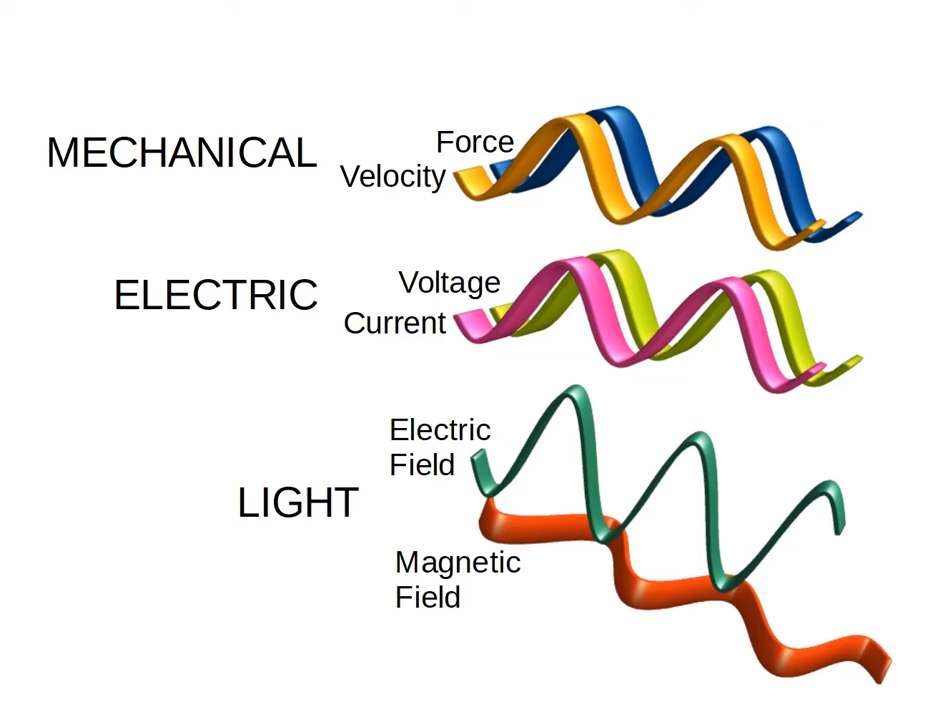 MECHANICAL
Force
Velocity
ELECTRIC
Voltage
Current
LIGHT
Electric
Field
Magnetic
Field